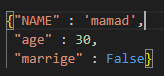 {"NAME" : 'mamad',
"age" : 30,
"marrige" : False}